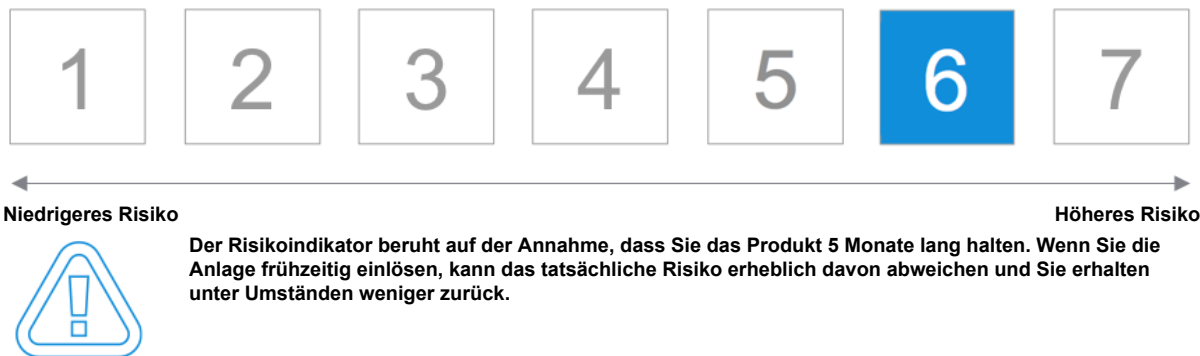 1 2 3 4 5 6 7
Niedrigeres Risiko Höheres Risiko
Der Risikoindikator beruht auf der Annahme, dass Sie das Produkt 5 Monate lang halten. Wenn Sie die
Anlage frühzeitig einlösen, kann das tatsächliche Risiko erheblich davon abweichen und Sie erhalten
unter Umständen weniger zurück.